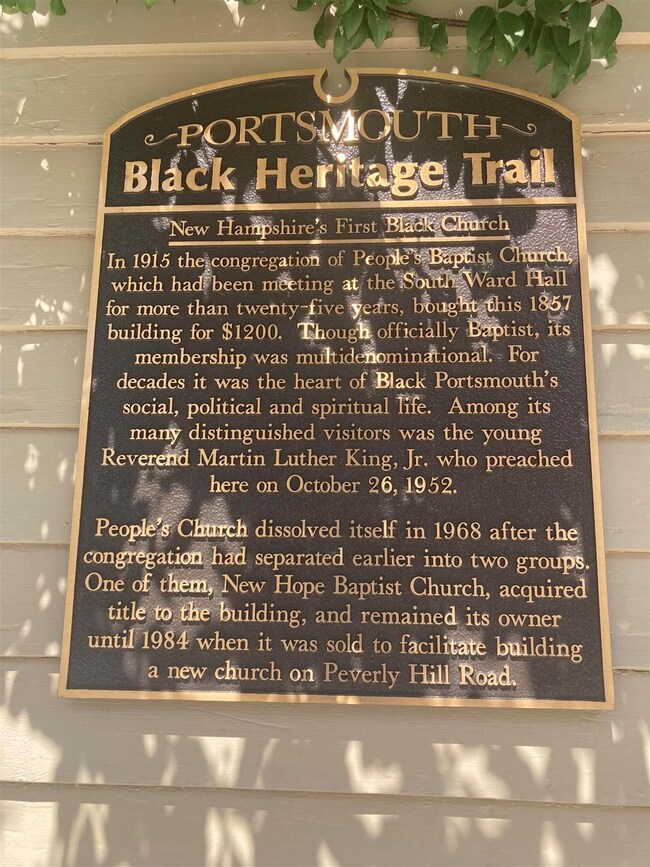 PORTSMOUTH
Black Heritage Trail
New Hampshire's First Black Church
In 1915 the congregation of People's Baptist Church,
which had been meeting at the South Ward Hall
for more than twenty-five years, bought this 1857
building for $1200. Though officially Baptist, its
membership was multidenominational. For
decades it was the heart of Black Portsmouth's
social, political and spiritual life. Among its
many distinguished visitors was the young
Reverend Martin Luther King, Jr. who preached
here on October 26, 1952.
People's Church dissolved itself in 1968 after the
congregation had separated earlier into two groups.
One of them, New Hope Baptist Church, acquired
title to the building, and remained its owner
until 1984 when it was sold to facilitate building
a new church on Peverly Hill Road.